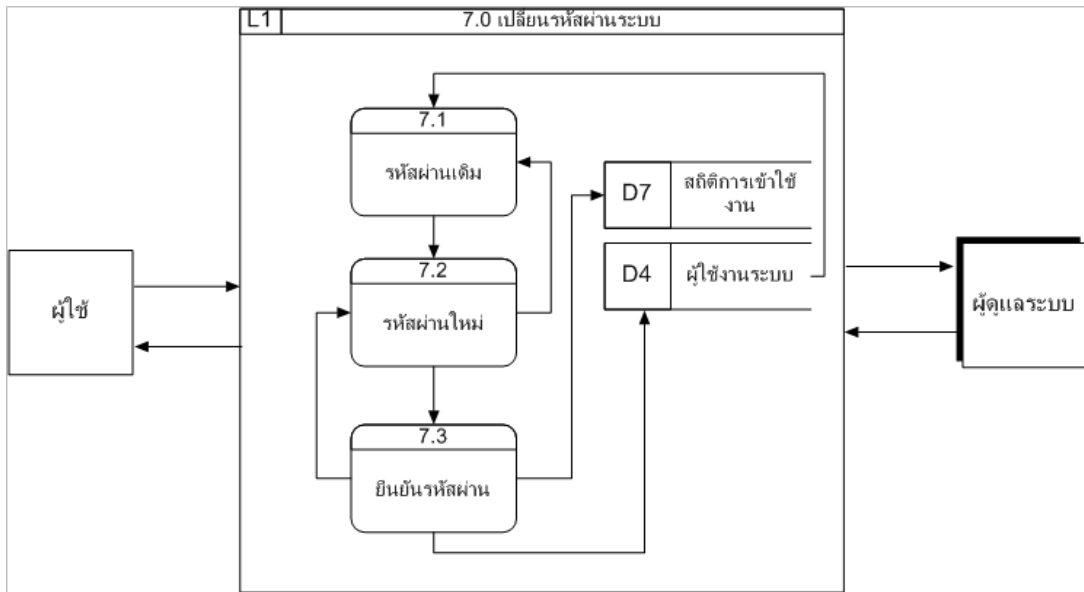 L1
7.0 เปลี่ยนรหัสผ่านระบบ
7.1
รหัสผ่านเดิม
D7
สถิติการเข้าใช้
งาน
7.2
รหัสผ่านใหม่
D4
ผู้ใช้งานระบบ
ผู้ใช้
ผู้ดูแลระบบ
7.3
ยืนยันรหัสผ่าน